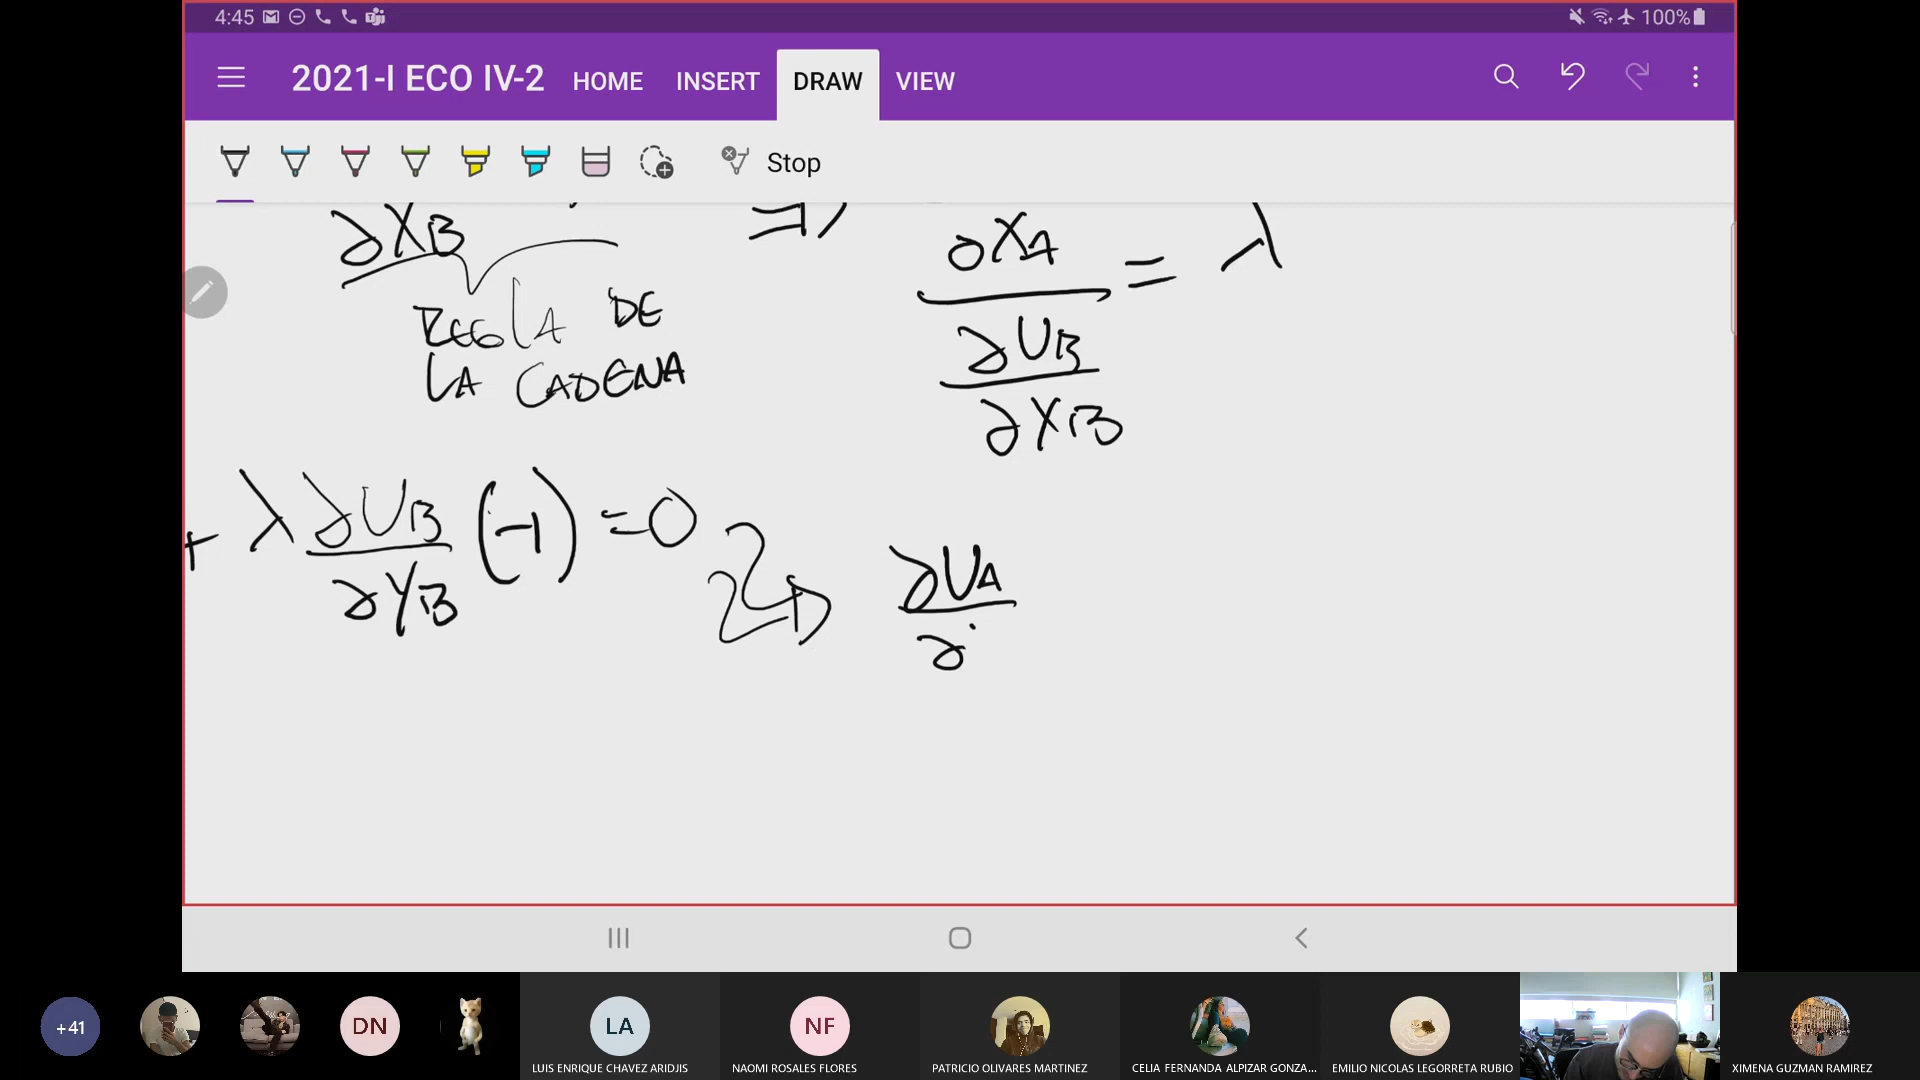 4:45 100%
2021-I ECO IV-2 HOME INSERT DRAW VIEW
Stop
∂XB ⇒ ∂XA = λ
REGLA DE
LA CADENA
∂UB
∂XB
+ λ ∂UB (-1) =0
∂YB
∂UA
∂
+41
DN
LA
NF
LUIS ENRIQUE CHAVEZ ARIDJIS
NAOMI ROSALES FLORES
PATRICIO OLIVARES MARTINEZ
CELIA FERNANDA ALPIZAR GONZA...
EMILIO NICOLAS LEGORRETA RUBIO
XIMENA GUZMAN RAMIREZ